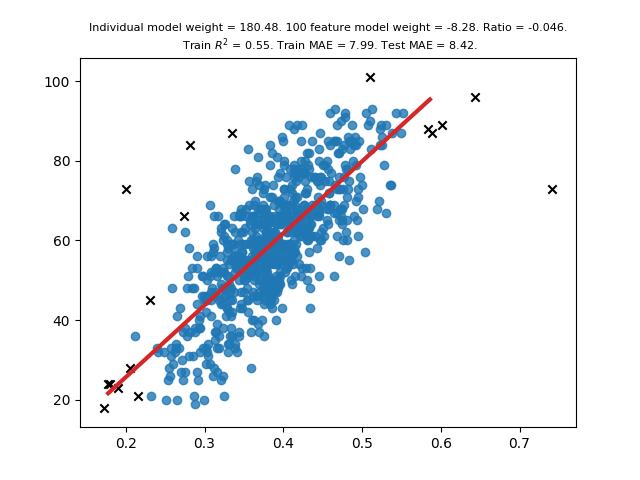 Individual model weight = 180.48. 100 feature model weight = -8.28. Ratio = -0.046.
Train R² = 0.55. Train MAE = 7.99. Test MAE = 8.42.
100
80
60
40
20
0.2 0.3 0.4 0.5 0.6 0.7